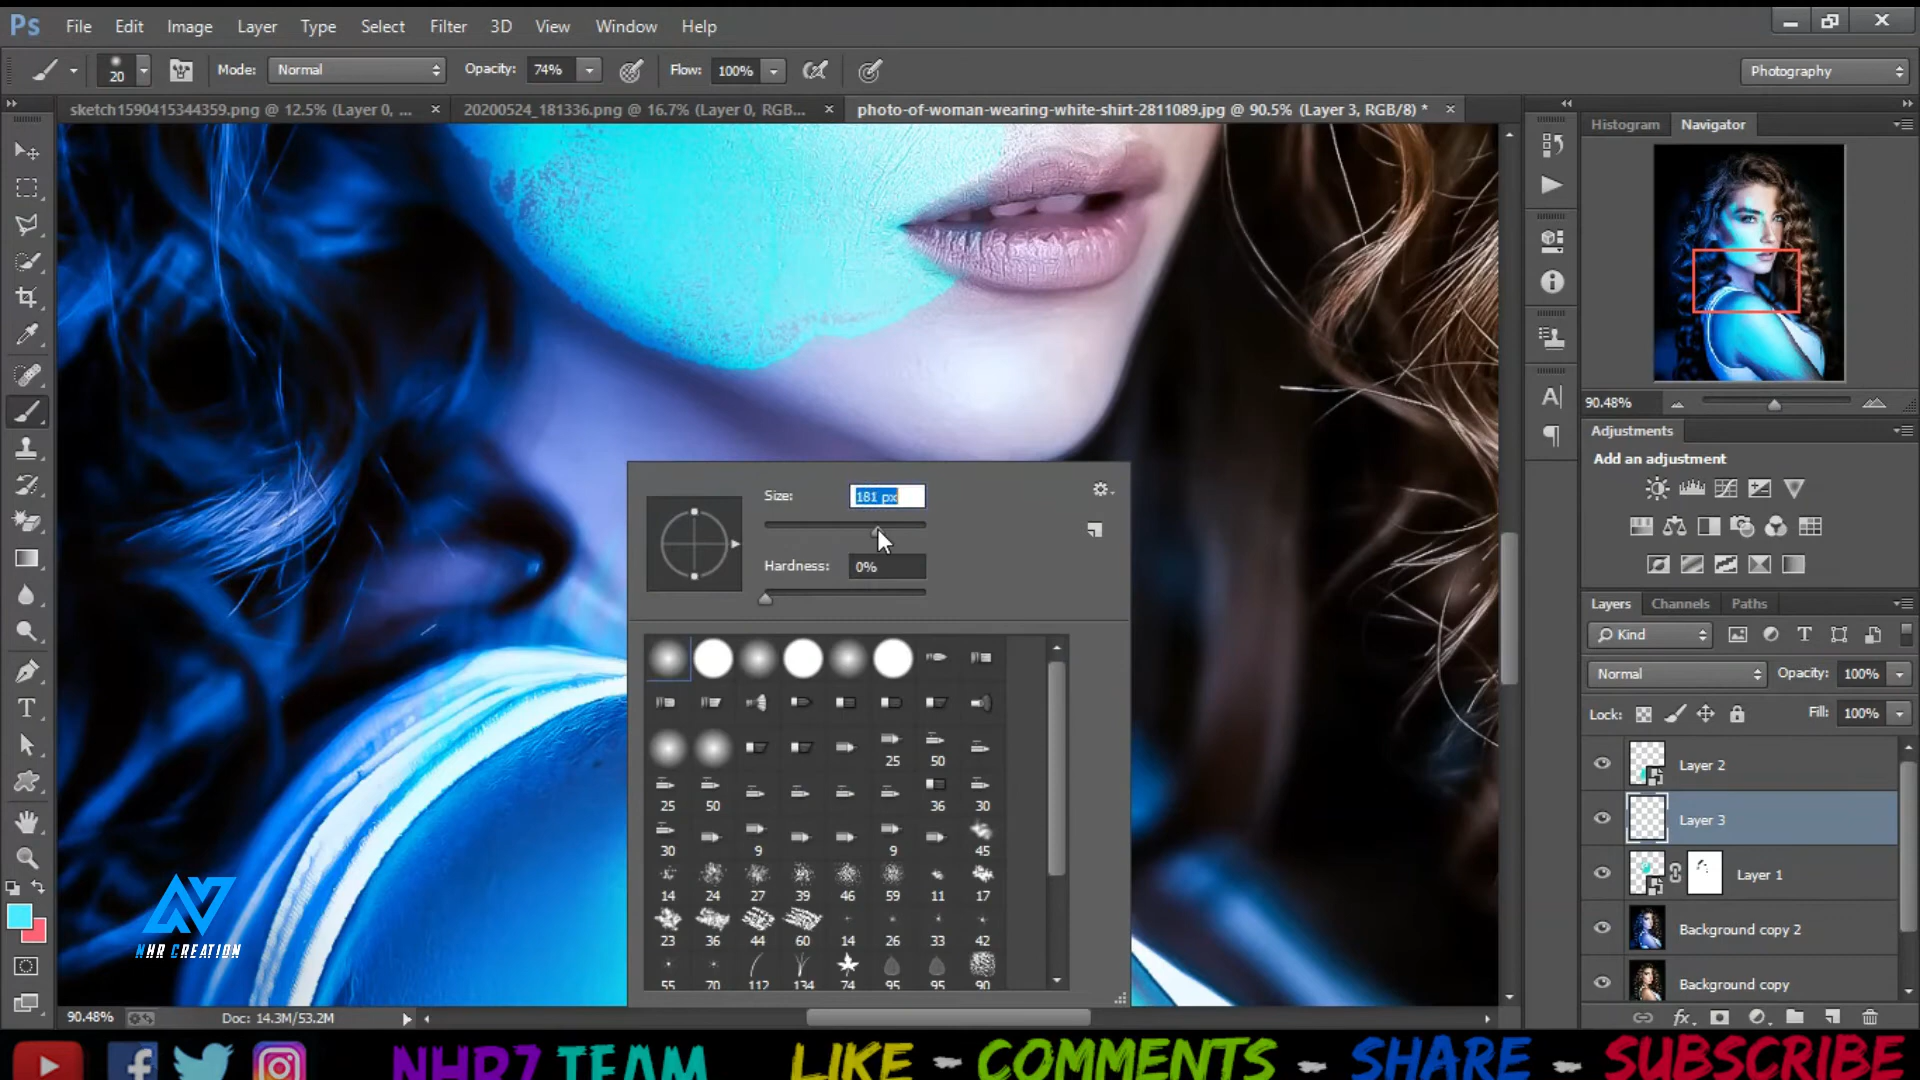 Ps File Edit Image Layer Type Select Filter 3D View Window Help
20 Mode: Normal Opacity: 74% Flow: 100% Photography
sketch1590415344359.png @ 12.5% (Layer 0, ... 20200524_181336.png @ 16.7% (Layer 0, RGB... photo-of-woman-wearing-white-shirt-2811089.jpg @ 90.5% (Layer 3, RGB/8) *
Histogram Navigator
90.48%
Adjustments
Add an adjustment
Size: 181 px
Hardness: 0%
25 50
25 50 36 30
30 9 9 45
14 24 27 39 46 59 11 17
23 36 44 60 14 26 33 42
55 70 112 134 74 95 95 90
Layers Channels Paths
Kind
Normal Opacity: 100%
Lock: Fill: 100%
Layer 2
Layer 3
Layer 1
Background copy 2
Background copy
NHR CREATION
90.48% Doc: 14.3M/53.2M
NHR7 TEAM LIKE - COMMENTS - SHARE - SUBSCRIBE